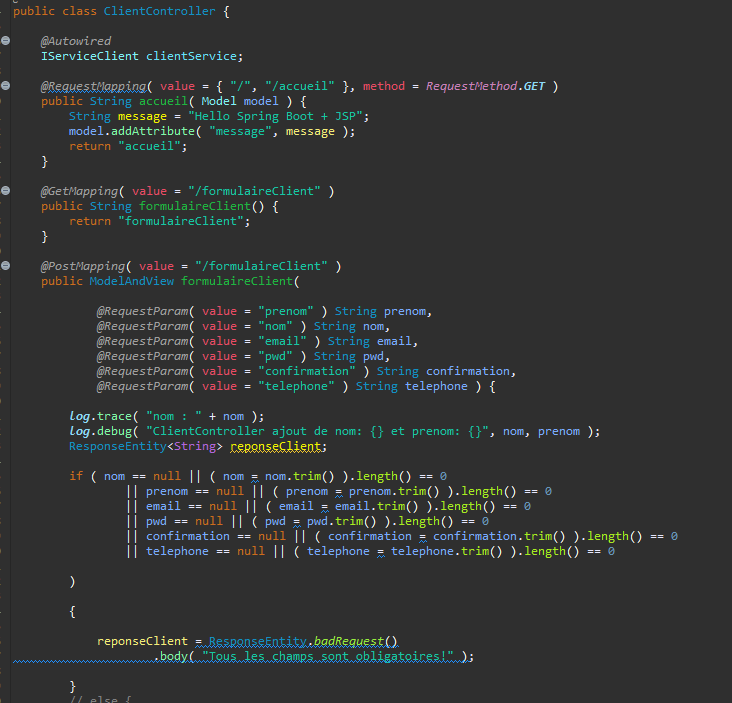 public class ClientController {
@Autowired
IServiceClient clientService;
@RequestMapping( value = { "/", "/accueil" }, method = RequestMethod.GET )
public String accueil( Model model ) {
String message = "Hello Spring Boot + JSP";
model.addAttribute( "message", message );
return "accueil";
}
@GetMapping( value = "/formulaireClient" )
public String formulaireClient() {
return "formulaireClient";
}
@PostMapping( value = "/formulaireClient" )
public ModelAndView formulaireClient(
@RequestParam( value = "prenom" ) String prenom,
@RequestParam( value = "nom" ) String nom,
@RequestParam( value = "email" ) String email,
@RequestParam( value = "pwd" ) String pwd,
@RequestParam( value = "confirmation" ) String confirmation,
@RequestParam( value = "telephone" ) String telephone ) {
log.trace( "nom : " + nom );
log.debug( "ClientController ajout de nom: {} et prenom: {}", nom, prenom );
ResponseEntity<String> reponseClient;
if ( nom == null || ( nom = nom.trim() ).length() == 0
|| prenom == null || ( prenom = prenom.trim() ).length() == 0
|| email == null || ( email = email.trim() ).length() == 0
|| pwd == null || ( pwd = pwd.trim() ).length() == 0
|| confirmation == null || ( confirmation = confirmation.trim() ).length() == 0
|| telephone == null || ( telephone = telephone.trim() ).length() == 0
)
{
reponseClient = ResponseEntity.badRequest()
.body( "Tous les champs sont obligatoires!" );
}
// else {